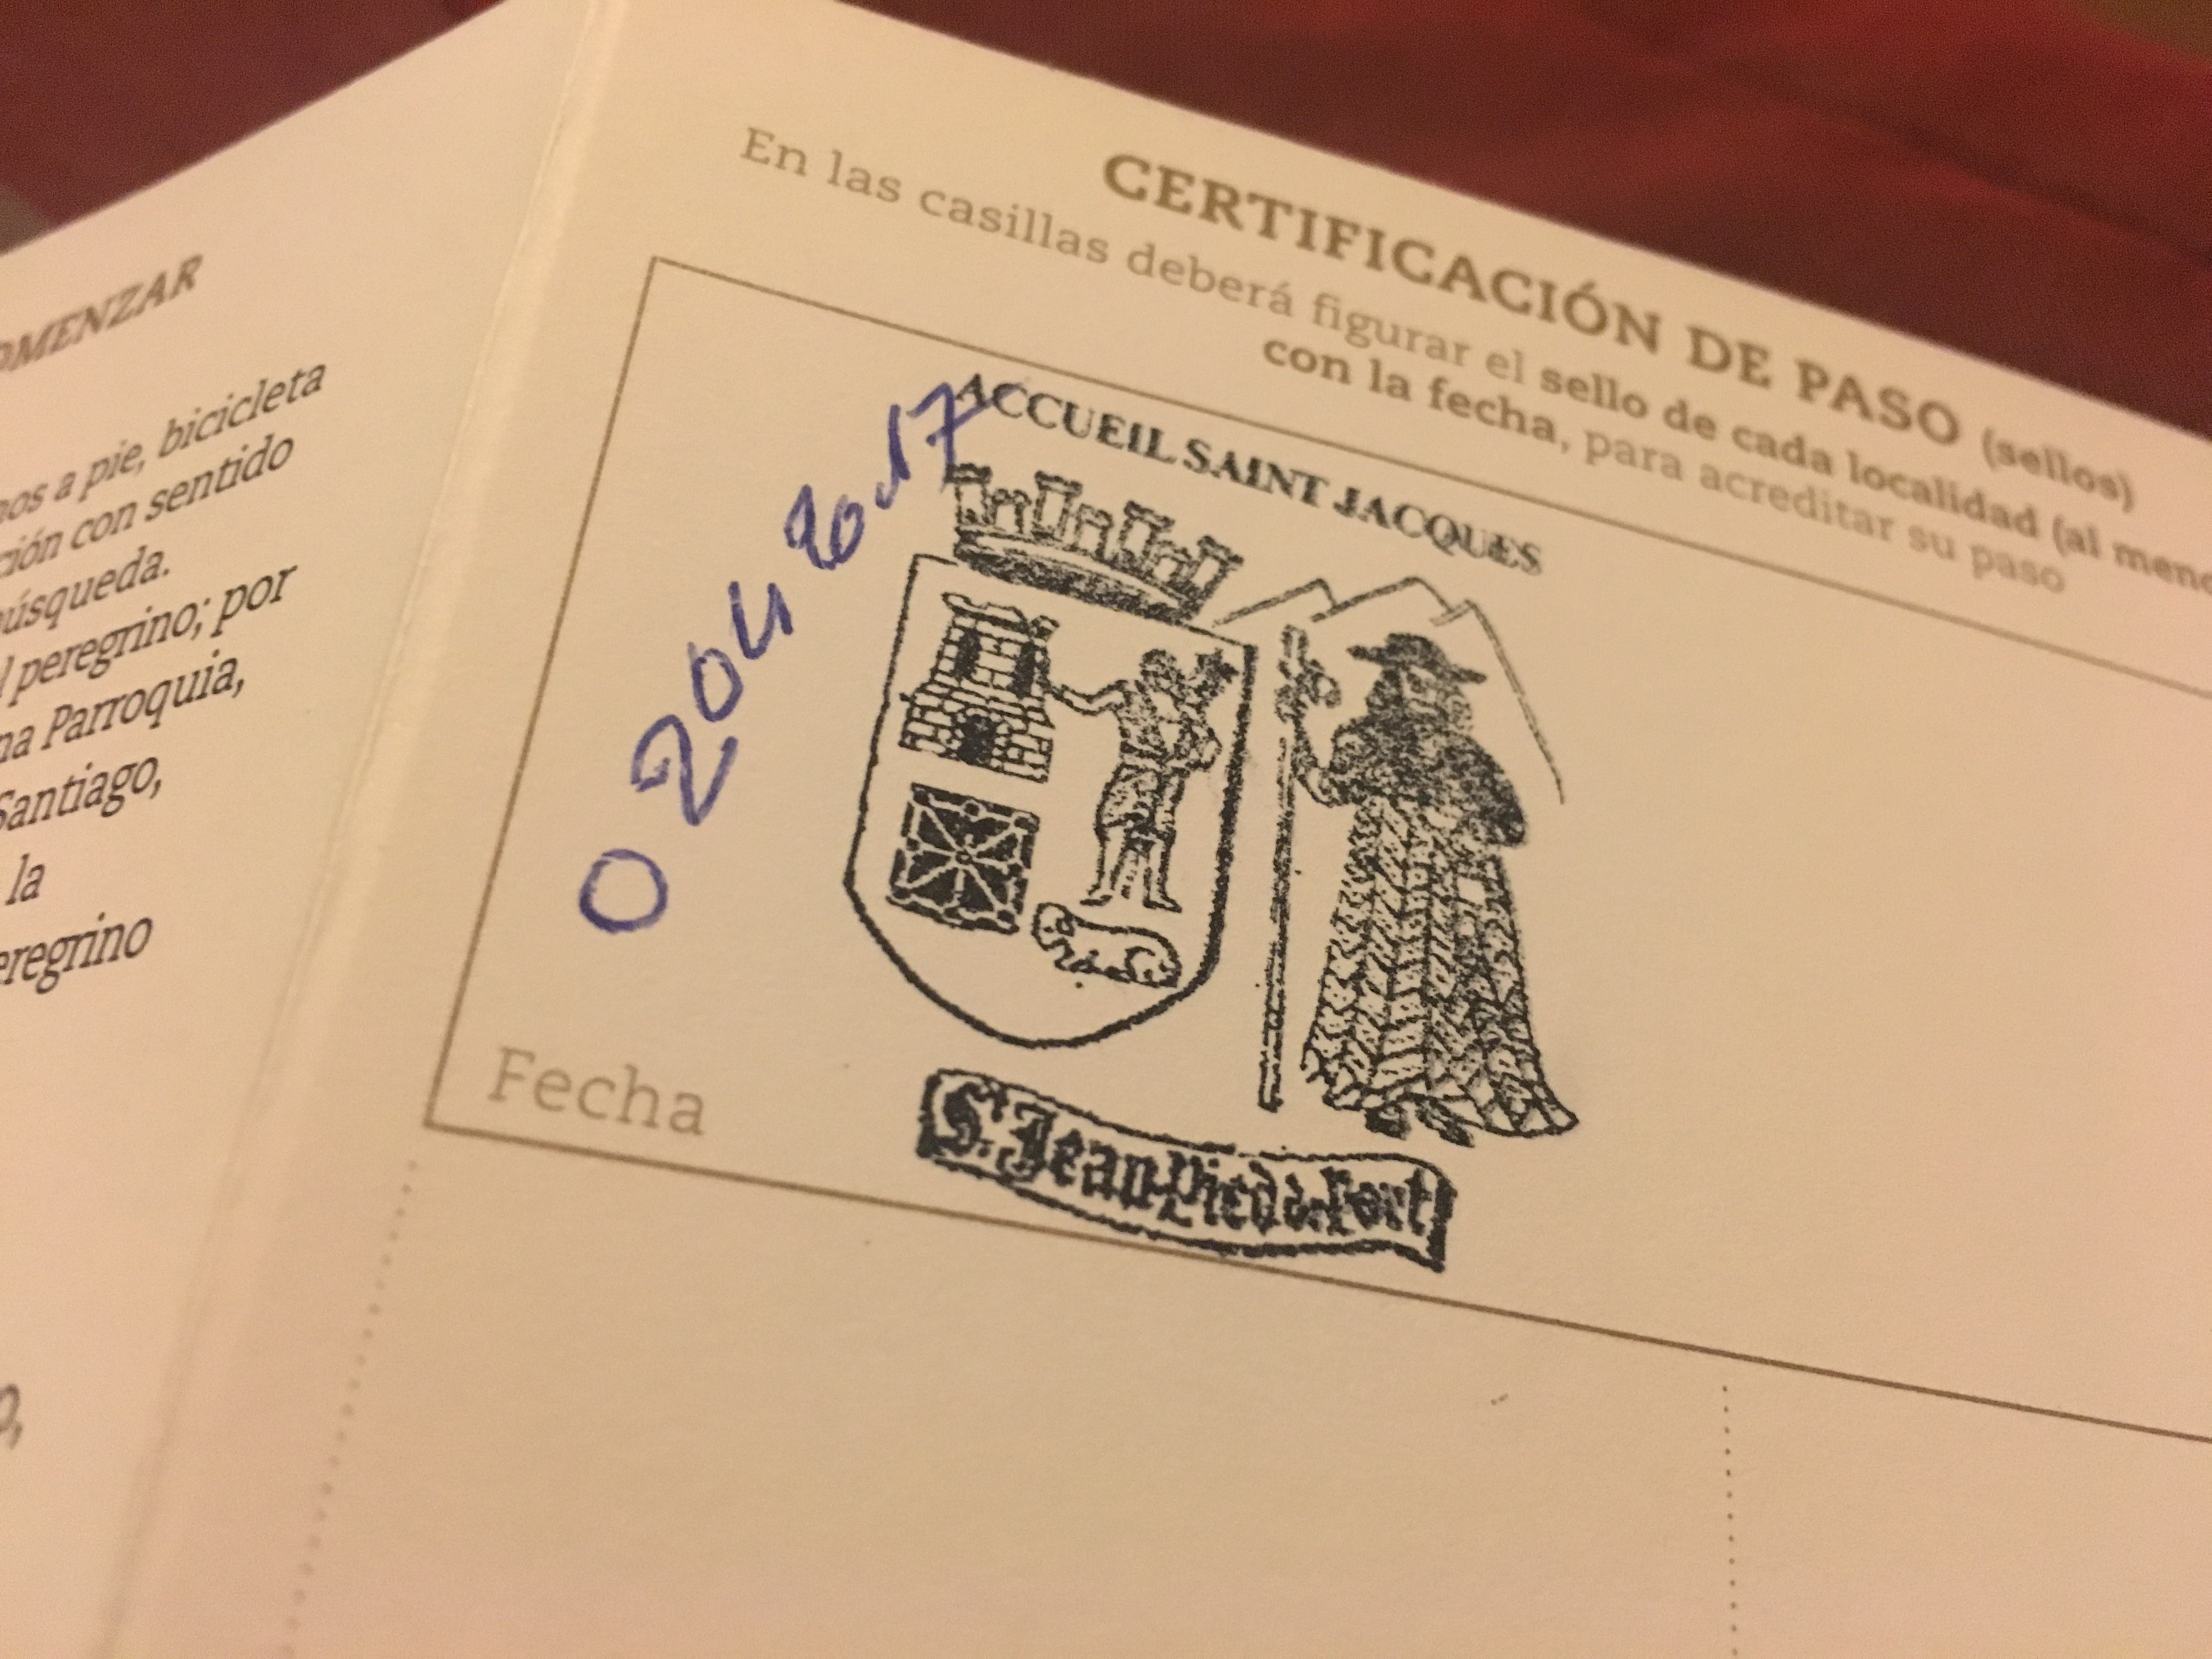 OMENZAR
nos a pie, bicicleta
ción con sentido
búsqueda.
l peregrino; por
na Parroquia,
Santiago,
la
eregrino
o,
CERTIFICACIÓN DE PASO (sellos)
En las casillas deberá figurar el sello de cada localidad (al meno
con la fecha, para acreditar su paso
02042017
ACCUEIL SAINT JACQUES
S. Jean Pied de Port
Fecha